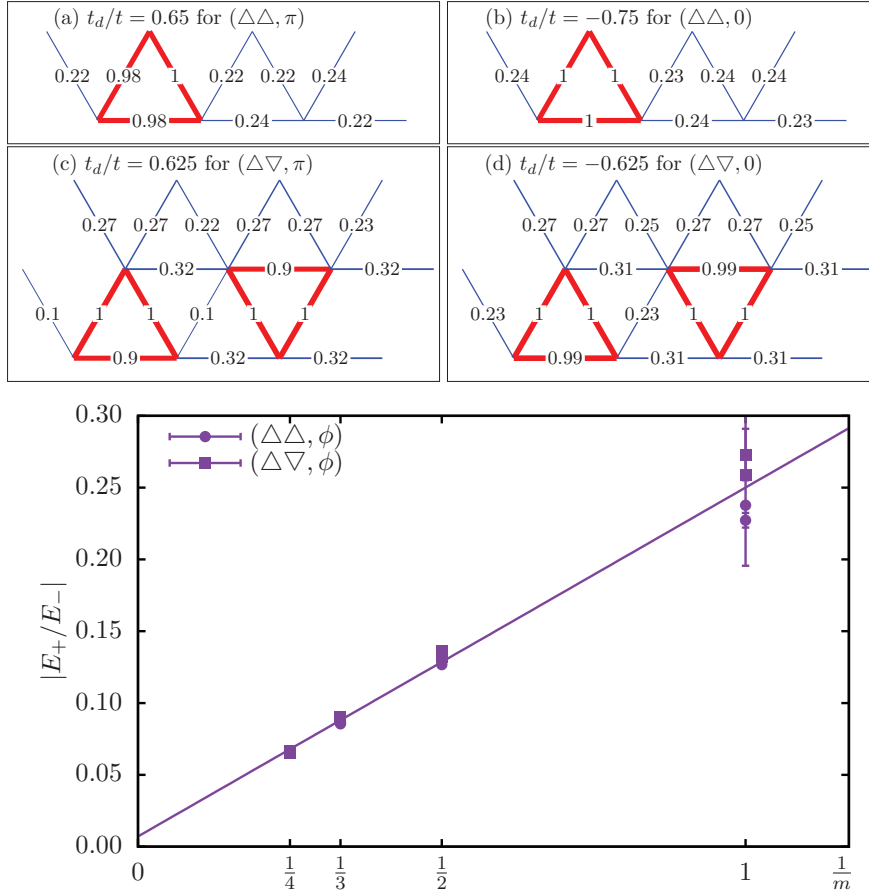 (a) t_d/t = 0.65 for (△△, π)
0.22 0.98 1 0.22 0.22 0.24
0.98 0.24 0.22
(b) t_d/t = −0.75 for (△△, 0)
0.24 1 1 0.23 0.24 0.24
1 0.24 0.23
(c) t_d/t = 0.625 for (△▽, π)
0.27 0.27 0.22 0.27 0.27 0.23
0.32 0.9 0.32
0.1 1 1 0.1 1 1
0.9 0.32 0.32
(d) t_d/t = −0.625 for (△▽, 0)
0.27 0.27 0.25 0.27 0.27 0.25
0.31 0.99 0.31
0.23 1 1 0.23 1 1
0.99 0.31 0.31
|E_+/E_−|
0.30
0.25
0.20
0.15
0.10
0.05
0.00
(△△, ϕ)
(△▽, ϕ)
0 1/4 1/3 1/2 1 1/m